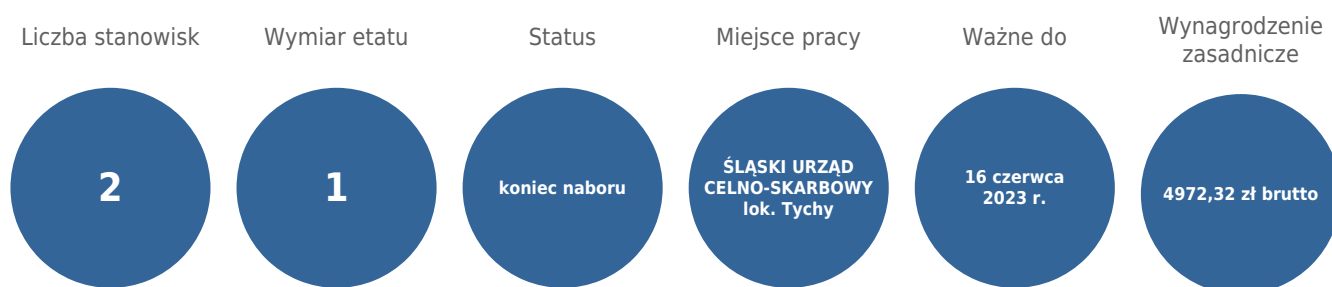 Liczba stanowisk
2
Wymiar etatu
1
Status
koniec naboru
Miejsce pracy
ŚLĄSKI URZĄD
CELNO-SKARBOWY
lok. Tychy
Ważne do
16 czerwca
2023 r.
Wynagrodzenie
zasadnicze
4972,32 zł brutto